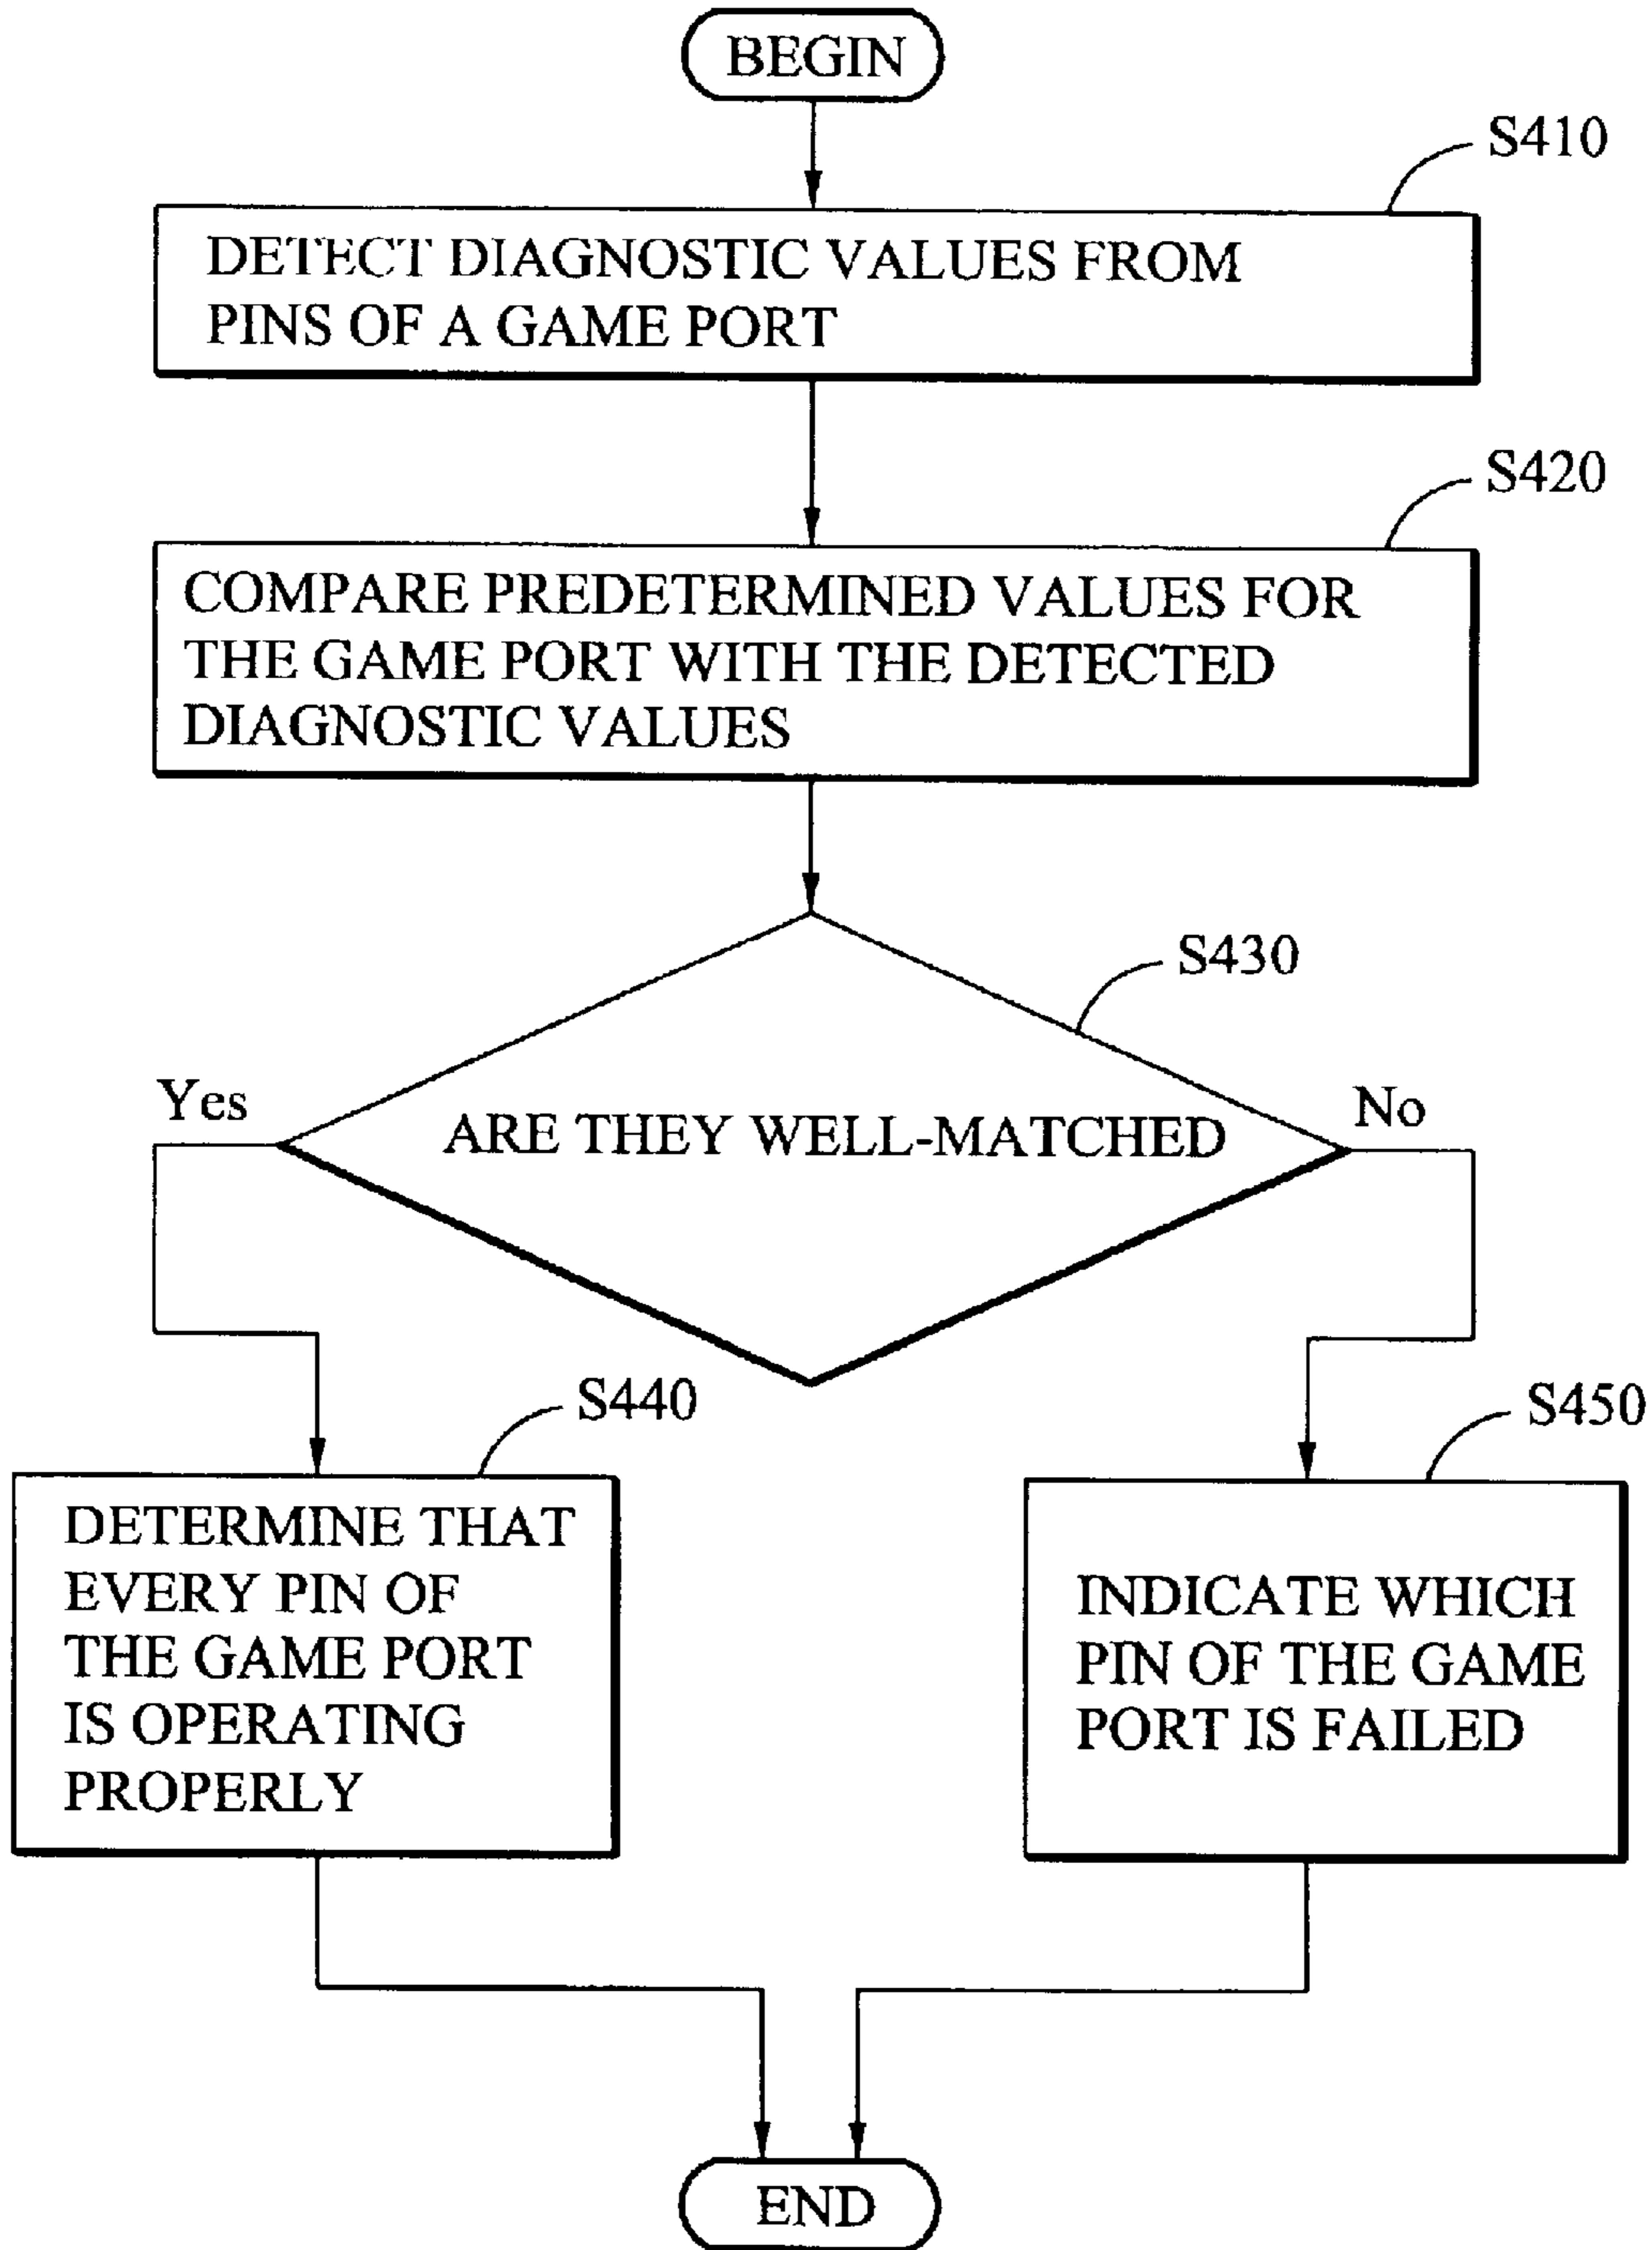 BEGIN
S410
DETECT DIAGNOSTIC VALUES FROM
PINS OF A GAME PORT
S420
COMPARE PREDETERMINED VALUES FOR
THE GAME PORT WITH THE DETECTED
DIAGNOSTIC VALUES
S430
Yes
ARE THEY WELL-MATCHED
No
S440
DETERMINE THAT
EVERY PIN OF
THE GAME PORT
IS OPERATING
PROPERLY
S450
INDICATE WHICH
PIN OF THE GAME
PORT IS FAILED
END